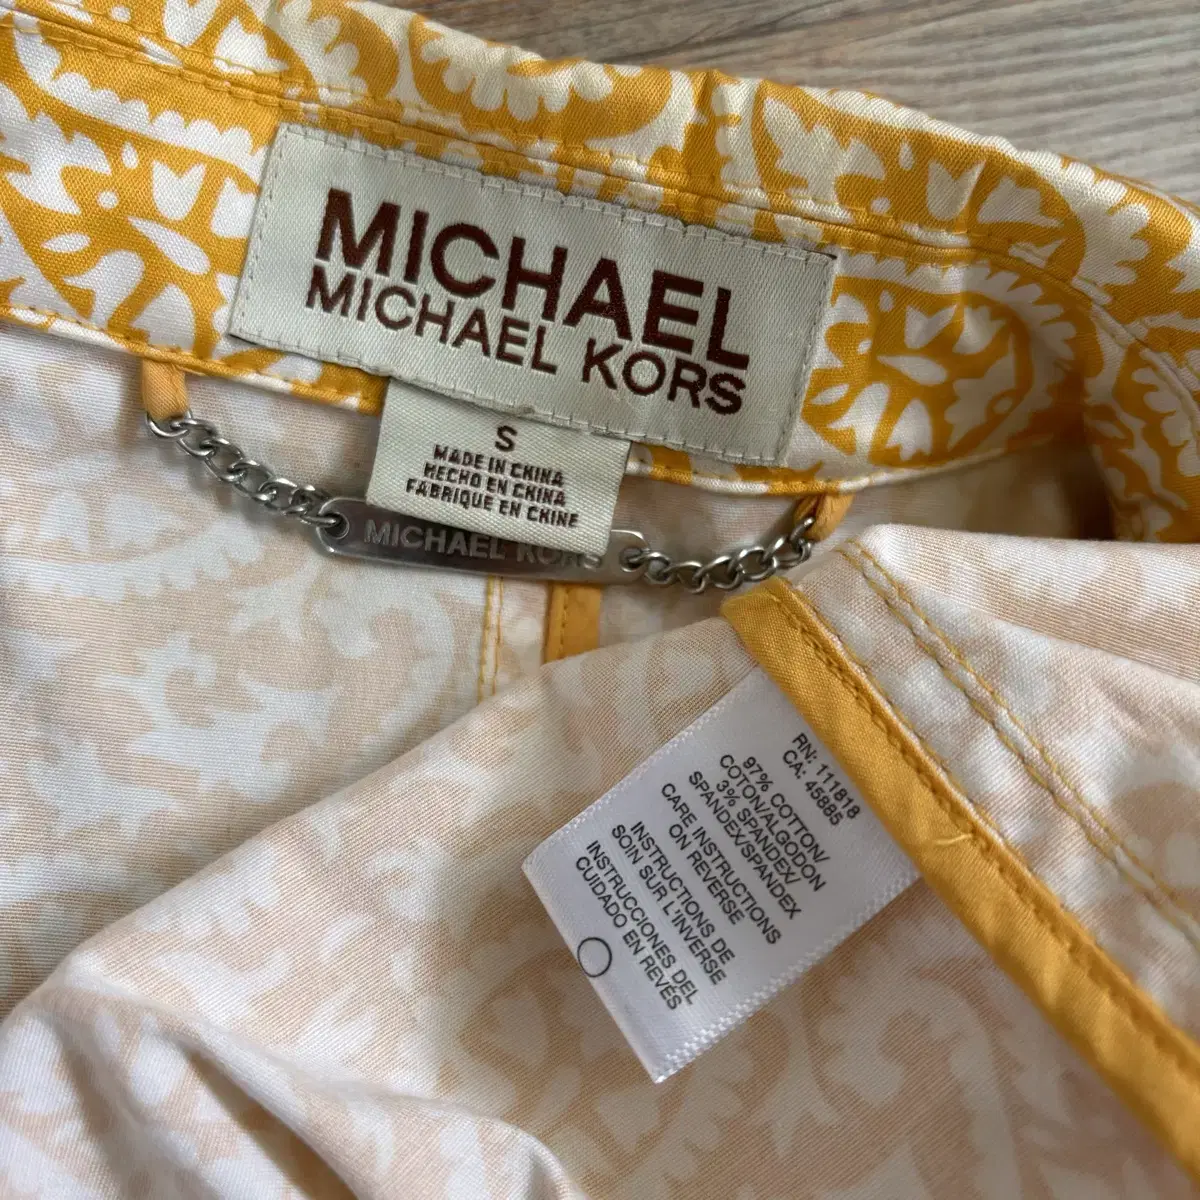 MICHAEL
MICHAEL KORS
S
MADE IN CHINA
HECHO EN CHINA
FABRIQUE EN CHINE
MICHAEL KORS
RN: 111818
CA: 45885
97% COTTON/
COTON/ALGODON
3% SPANDEX/
SPANDEX/SPANDEX
CARE INSTRUCTIONS
ON REVERSE
INSTRUCTIONS DE
SOIN SUR L'INVERSE
INSTRUCCIONES DEL
CUIDADO EN REVÉS